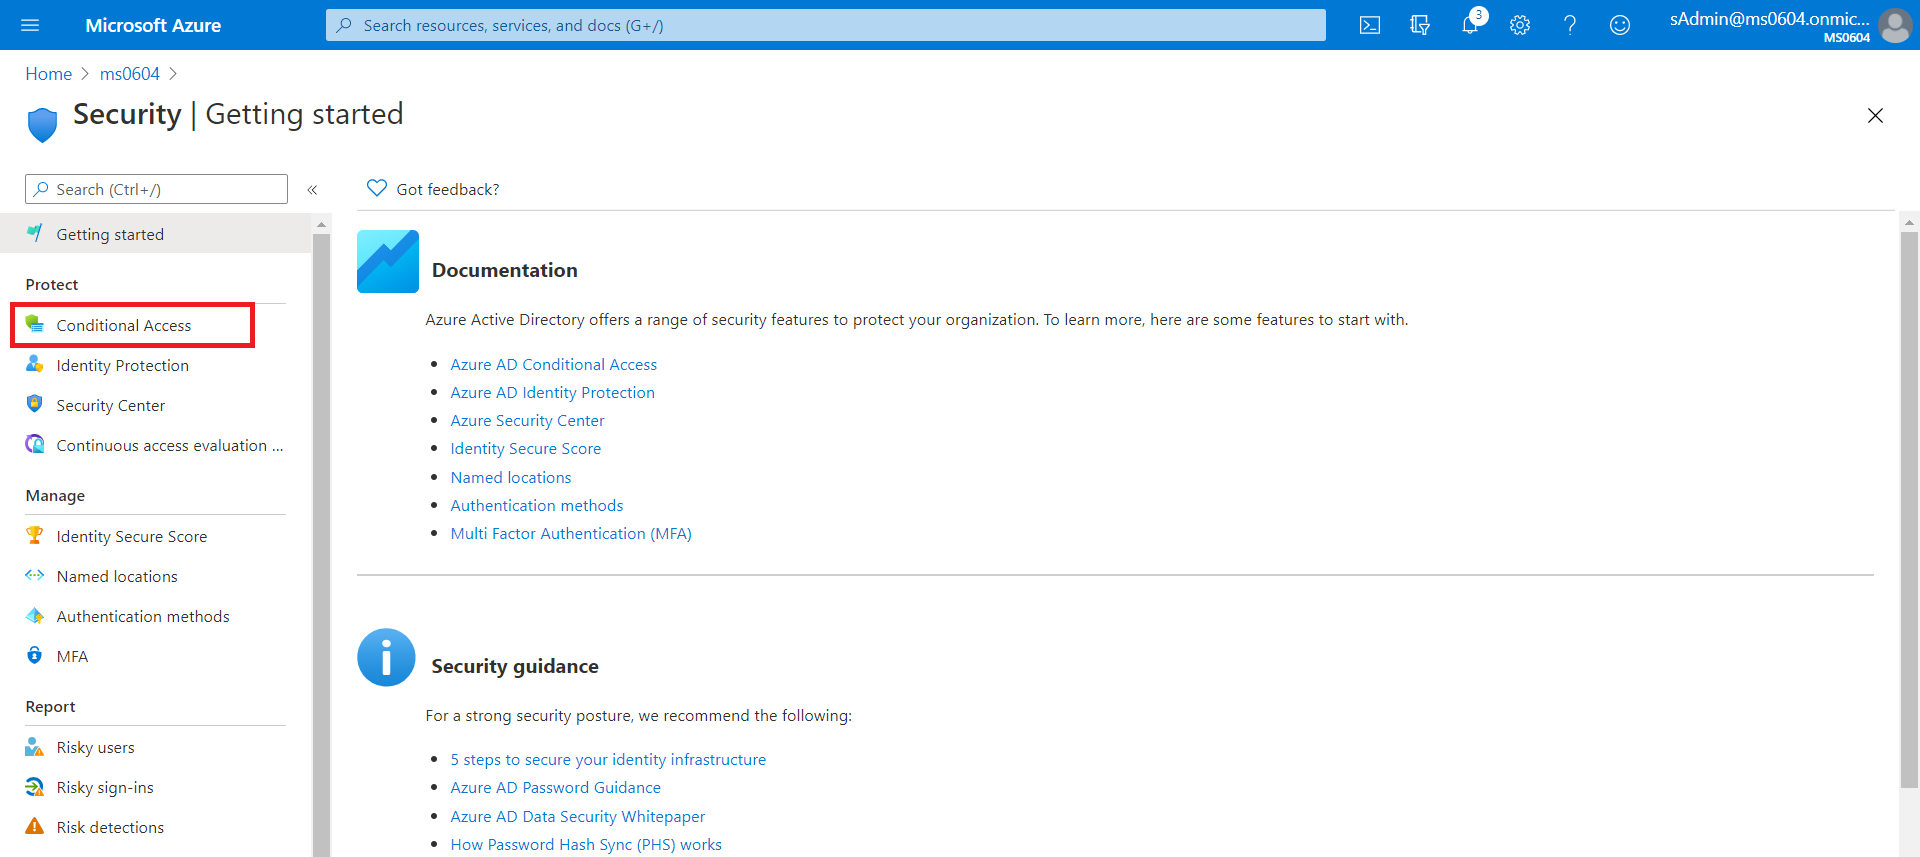 Microsoft Azure
Search resources, services, and docs (G+/)
3
sAdmin@ms0604.onmic...
MS0604
Home > ms0604 >
Security | Getting started
Search (Ctrl+/)
«
Got feedback?
Getting started
Protect
Conditional Access
Identity Protection
Security Center
Continuous access evaluation ...
Manage
Identity Secure Score
Named locations
Authentication methods
MFA
Report
Risky users
Risky sign-ins
Risk detections
Documentation
Azure Active Directory offers a range of security features to protect your organization. To learn more, here are some features to start with.
• Azure AD Conditional Access
• Azure AD Identity Protection
• Azure Security Center
• Identity Secure Score
• Named locations
• Authentication methods
• Multi Factor Authentication (MFA)
Security guidance
For a strong security posture, we recommend the following:
• 5 steps to secure your identity infrastructure
• Azure AD Password Guidance
• Azure AD Data Security Whitepaper
• How Password Hash Sync (PHS) works